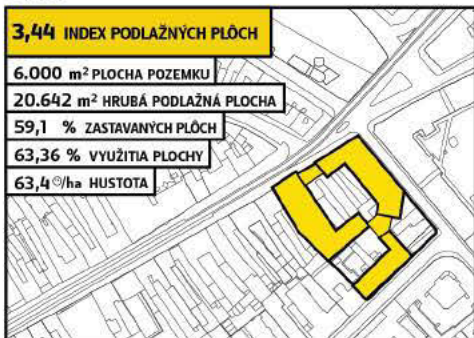 3,44 INDEX PODLAŽNÝCH PLÔCH
6.000 m² PLOCHA POZEMKU
20.642 m² HRUBÁ PODLAŽNÁ PLOCHA
59,1 % ZASTAVANÝCH PLÔCH
63,36 % VYUŽITIA PLOCHY
63,4 /ha HUSTOTA